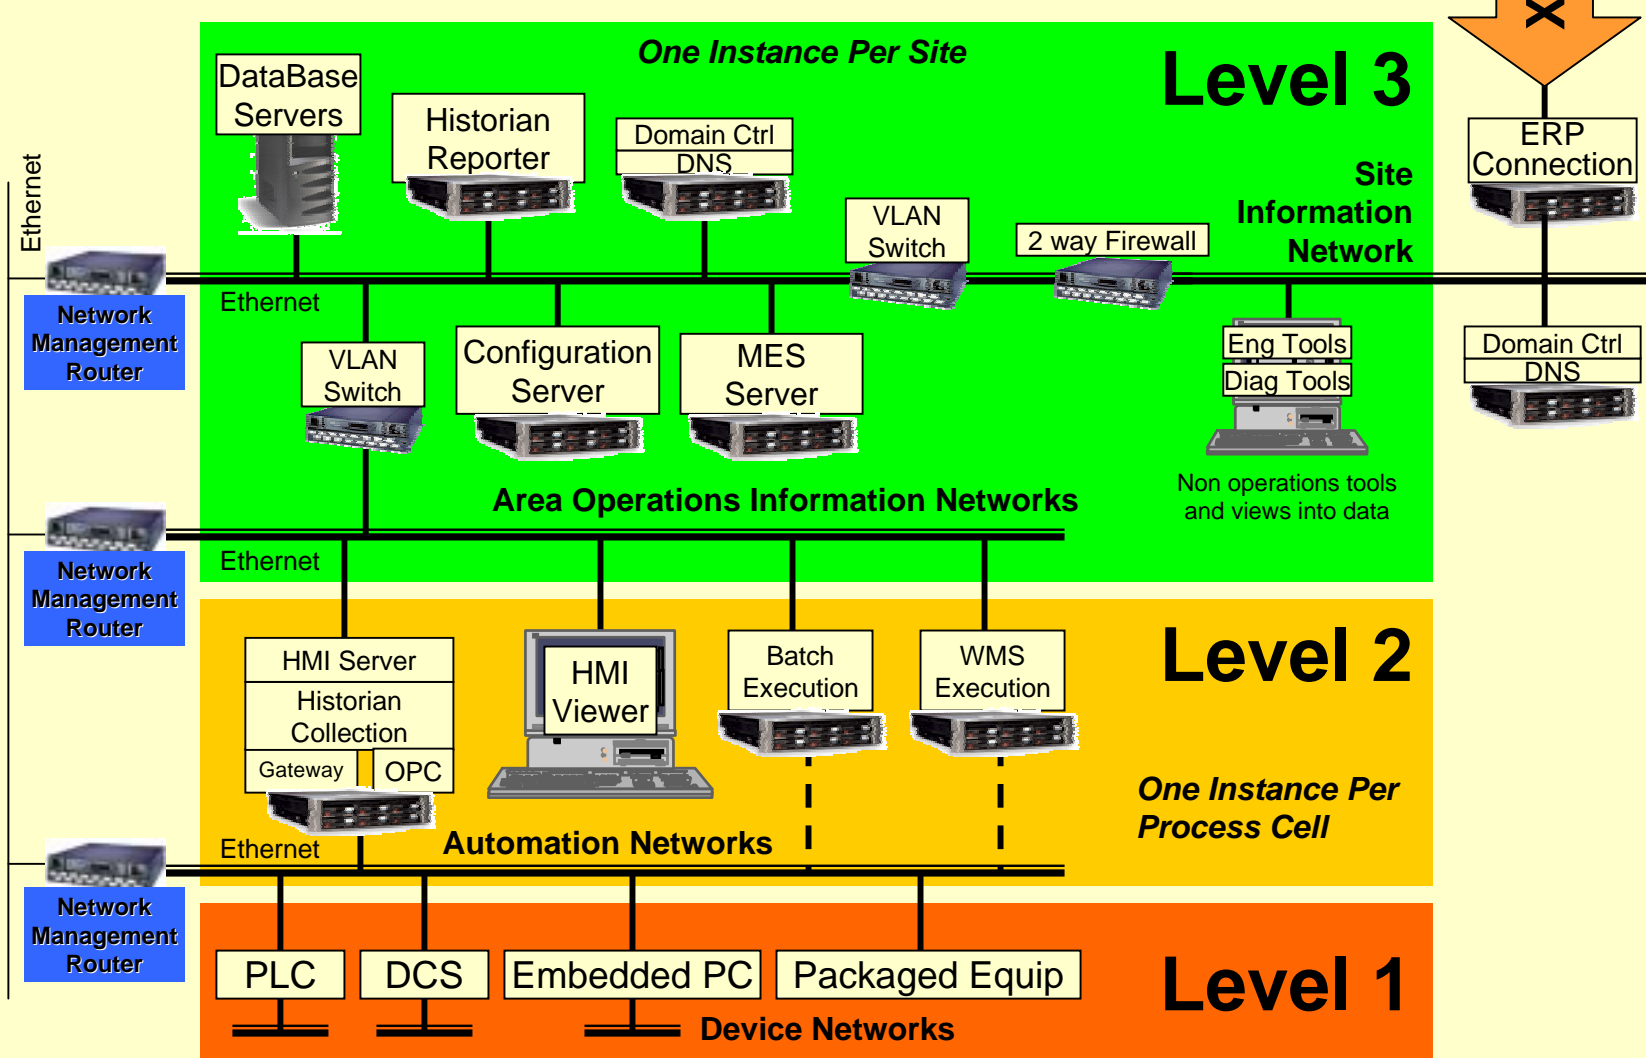 X
One Instance Per Site
Level 3
DataBase
Servers
Historian
Reporter
Domain Ctrl
DNS
ERP
Connection
Ethernet
Site
Information
Network
VLAN
Switch
2 way Firewall
Ethernet
Network
Management
Router
VLAN
Switch
Configuration
Server
MES
Server
Eng Tools
Diag Tools
Domain Ctrl
DNS
Non operations tools
and views into data
Area Operations Information Networks
Ethernet
Network
Management
Router
Level 2
HMI Server
Historian
Collection
Gateway
OPC
HMI
Viewer
Batch
Execution
WMS
Execution
One Instance Per
Process Cell
Automation Networks
Ethernet
Network
Management
Router
PLC
DCS
Embedded PC
Packaged Equip
Level 1
Device Networks